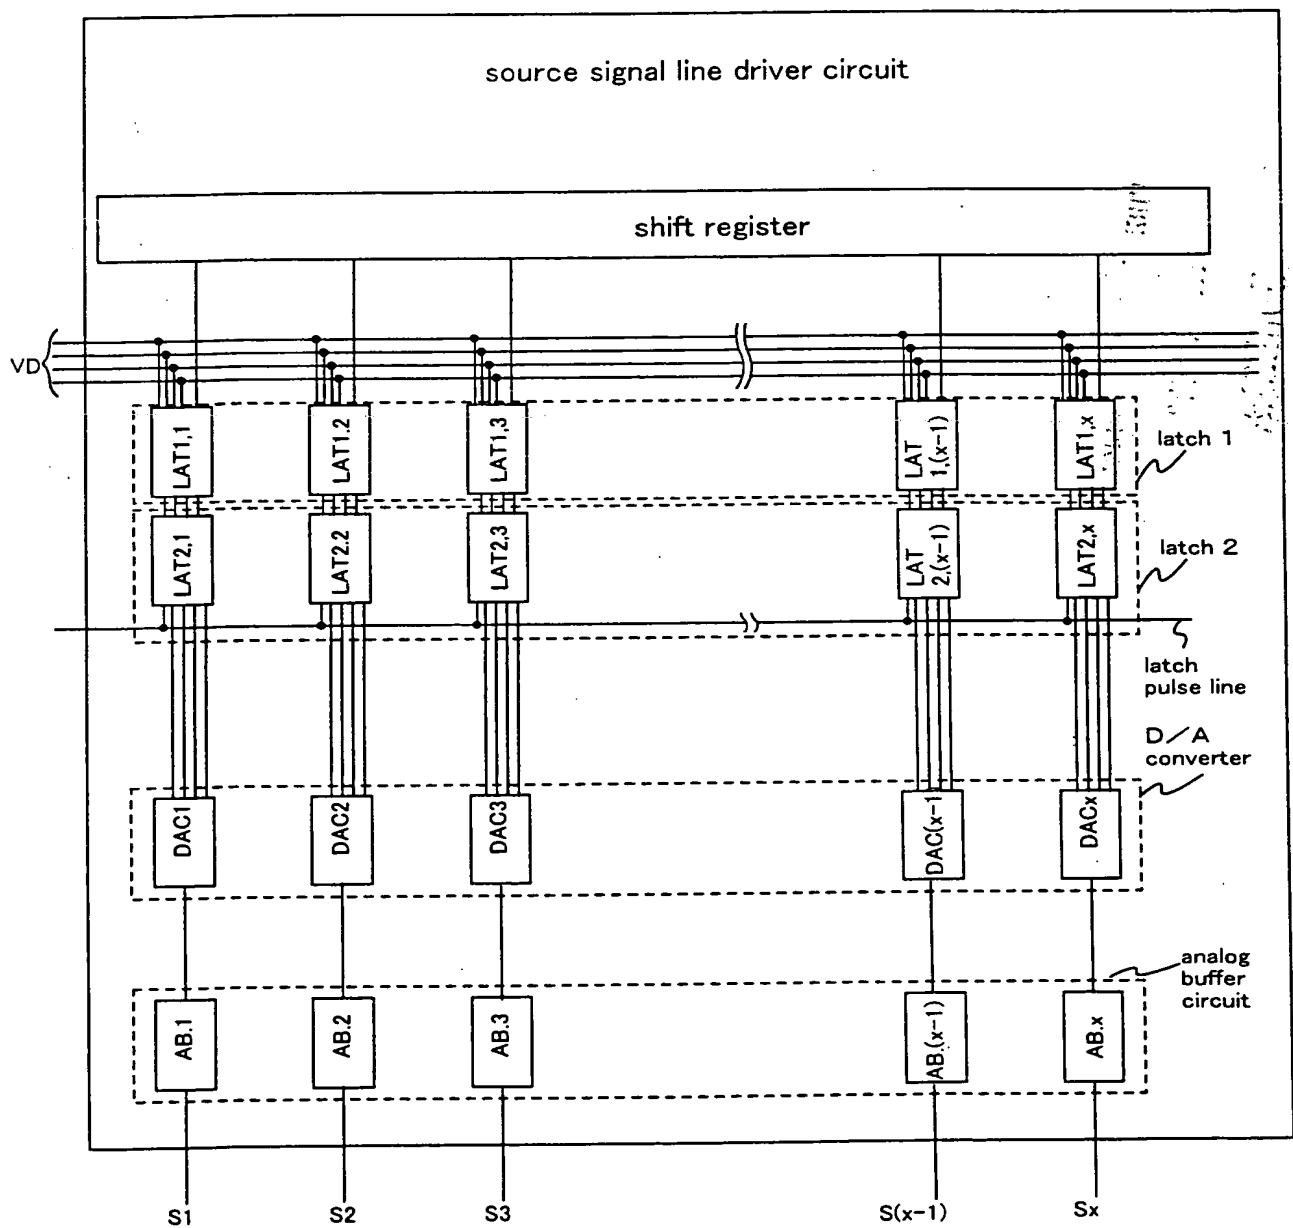 source signal line driver circuit
shift register
VD
LAT1,1
LAT1.2
LAT1,3
LAT
1,(x-1)
LAT1,x
latch 1
LAT2,1
LAT2.2
LAT2,3
LAT
2,(x-1)
LAT2,x
latch 2
latch
pulse line
D/A
converter
DAC1
DAC2
DAC3
DAC(x-1
DACx
analog
buffer
circuit
AB.1
AB.2
AB.3
AB.(x-1)
AB.x
S1
S2
S3
S(x-1)
Sx